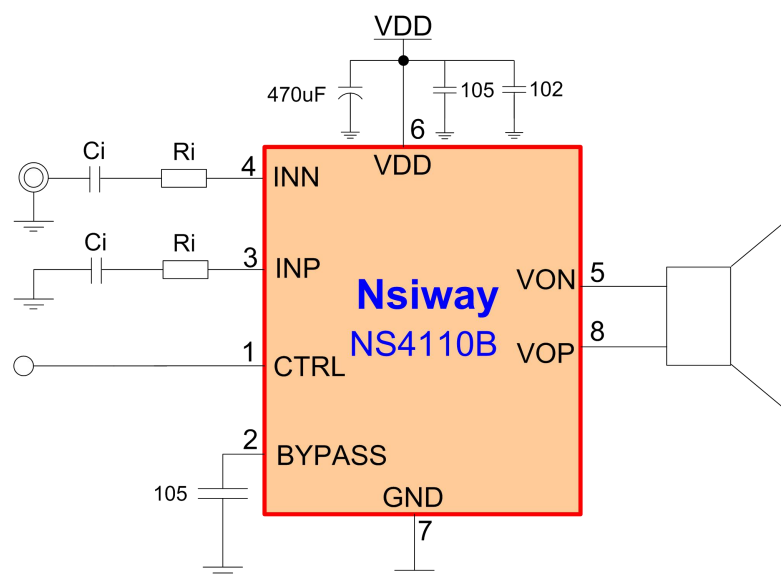 VDD
470uF
105
102
6
VDD
Ci
Ri
4
INN
Ci
Ri
3
INP
Nsiway
NS4110B
VON
5
VOP
8
1
CTRL
2
BYPASS
105
GND
7